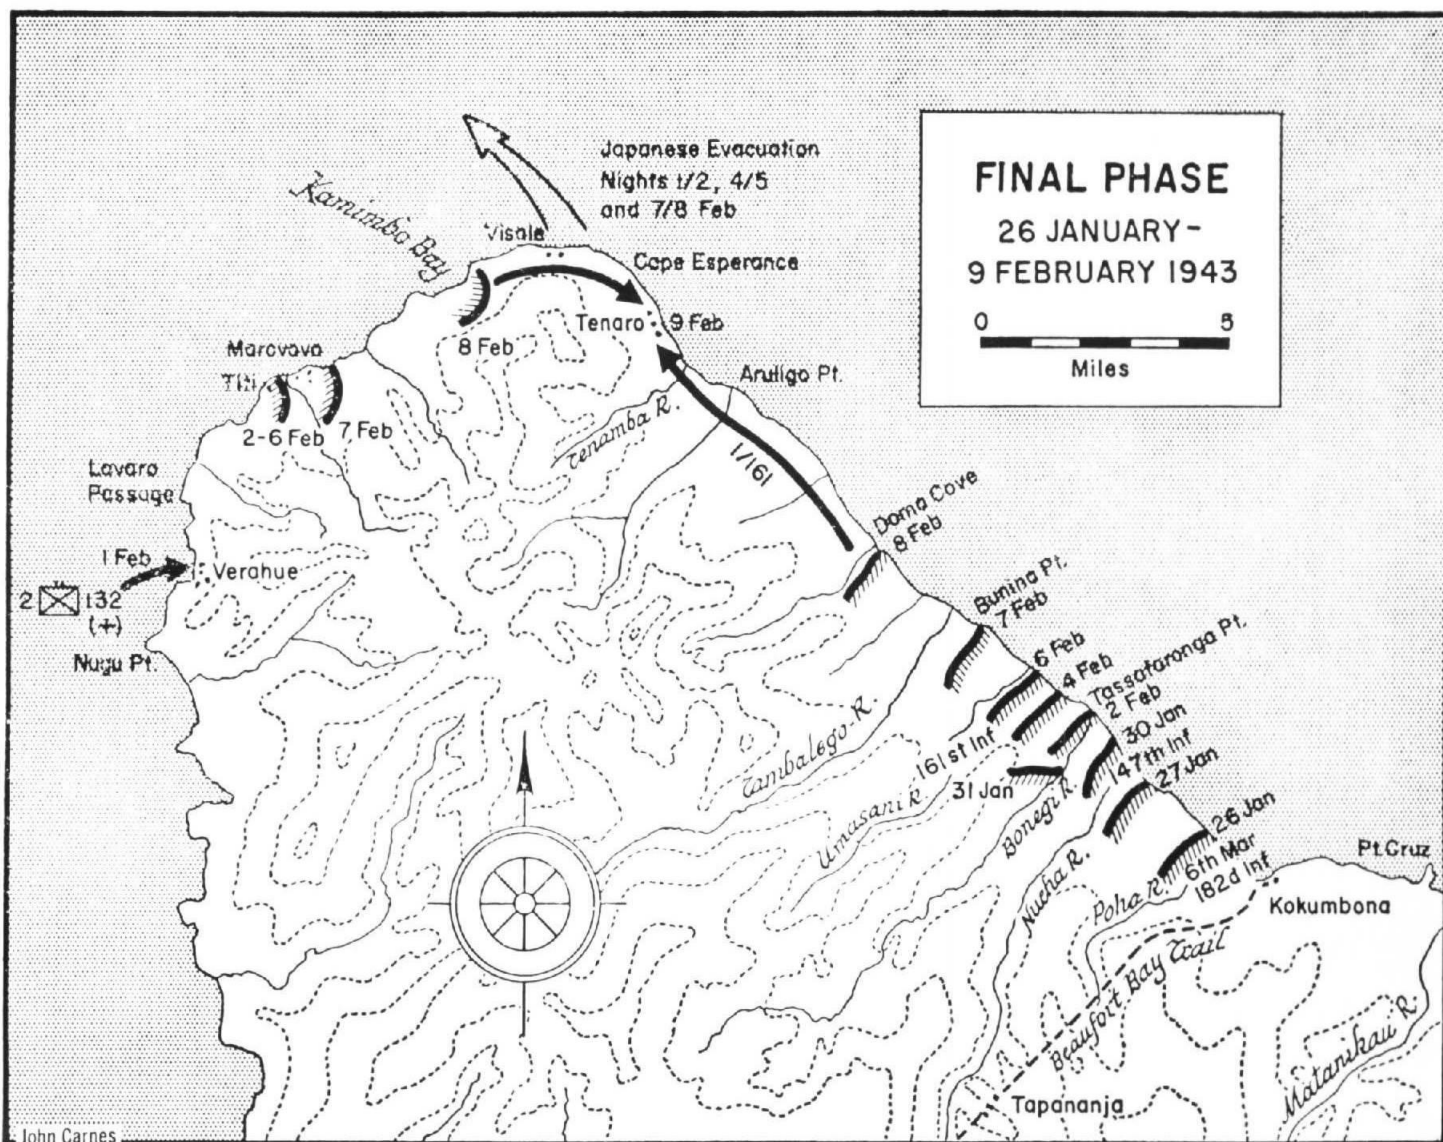 FINAL PHASE
26 JANUARY-
9 FEBRUARY 1943
0 5
Miles
Japanese Evacuation
Nights 1/2, 4/5
and 7/8 Feb
Kamimbo Bay
Visale
Cape Esperance
Tenaro
9 Feb
8 Feb
Marovovo
Titi
2-6 Feb
7 Feb
Aruligo Pt.
Tenamba R.
1/161
Lavaro
Passage
1 Feb
Verahue
2 132
(+)
Nugu Pt.
Doma Cove
8 Feb
Bunina Pt.
7 Feb
6 Feb
4 Feb
Tassafaronga Pt.
2 Feb
30 Jan
147th Inf
27 Jan
161st Inf
31 Jan
26 Jan
6th Mar
182d Inf
Tambalego R.
Umasani R.
Bonegi R.
Nucha R.
Poha R.
Pt. Cruz
Kokumbona
Beaufort Bay Trail
Tapananja
Matanikau R.
John Carnes